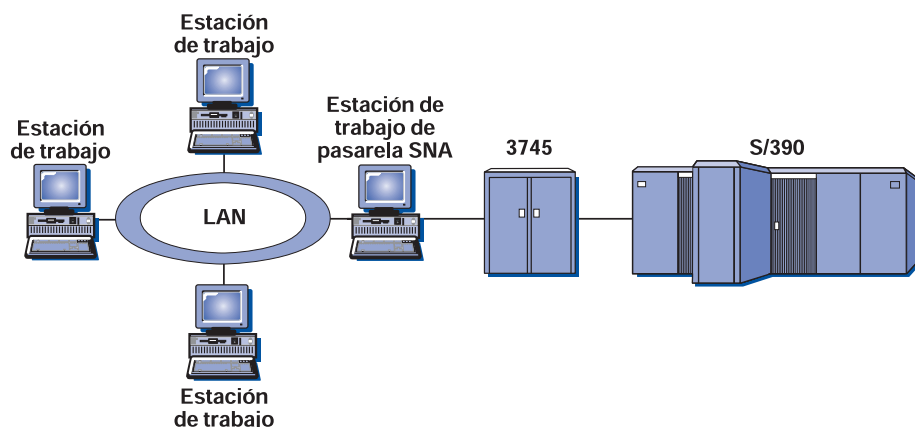 Estación
de trabajo
Estación
de trabajo
Estación de
trabajo de
pasarela SNA
3745
S/390
LAN
Estación
de trabajo